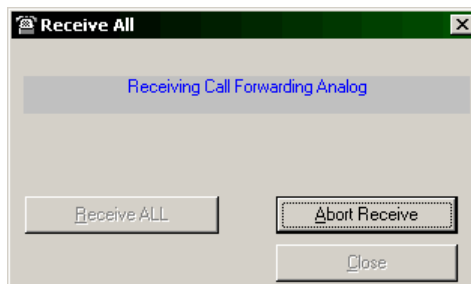 Receive All
Receiving Call Forwarding Analog
Receive ALL
Abort Receive
Close